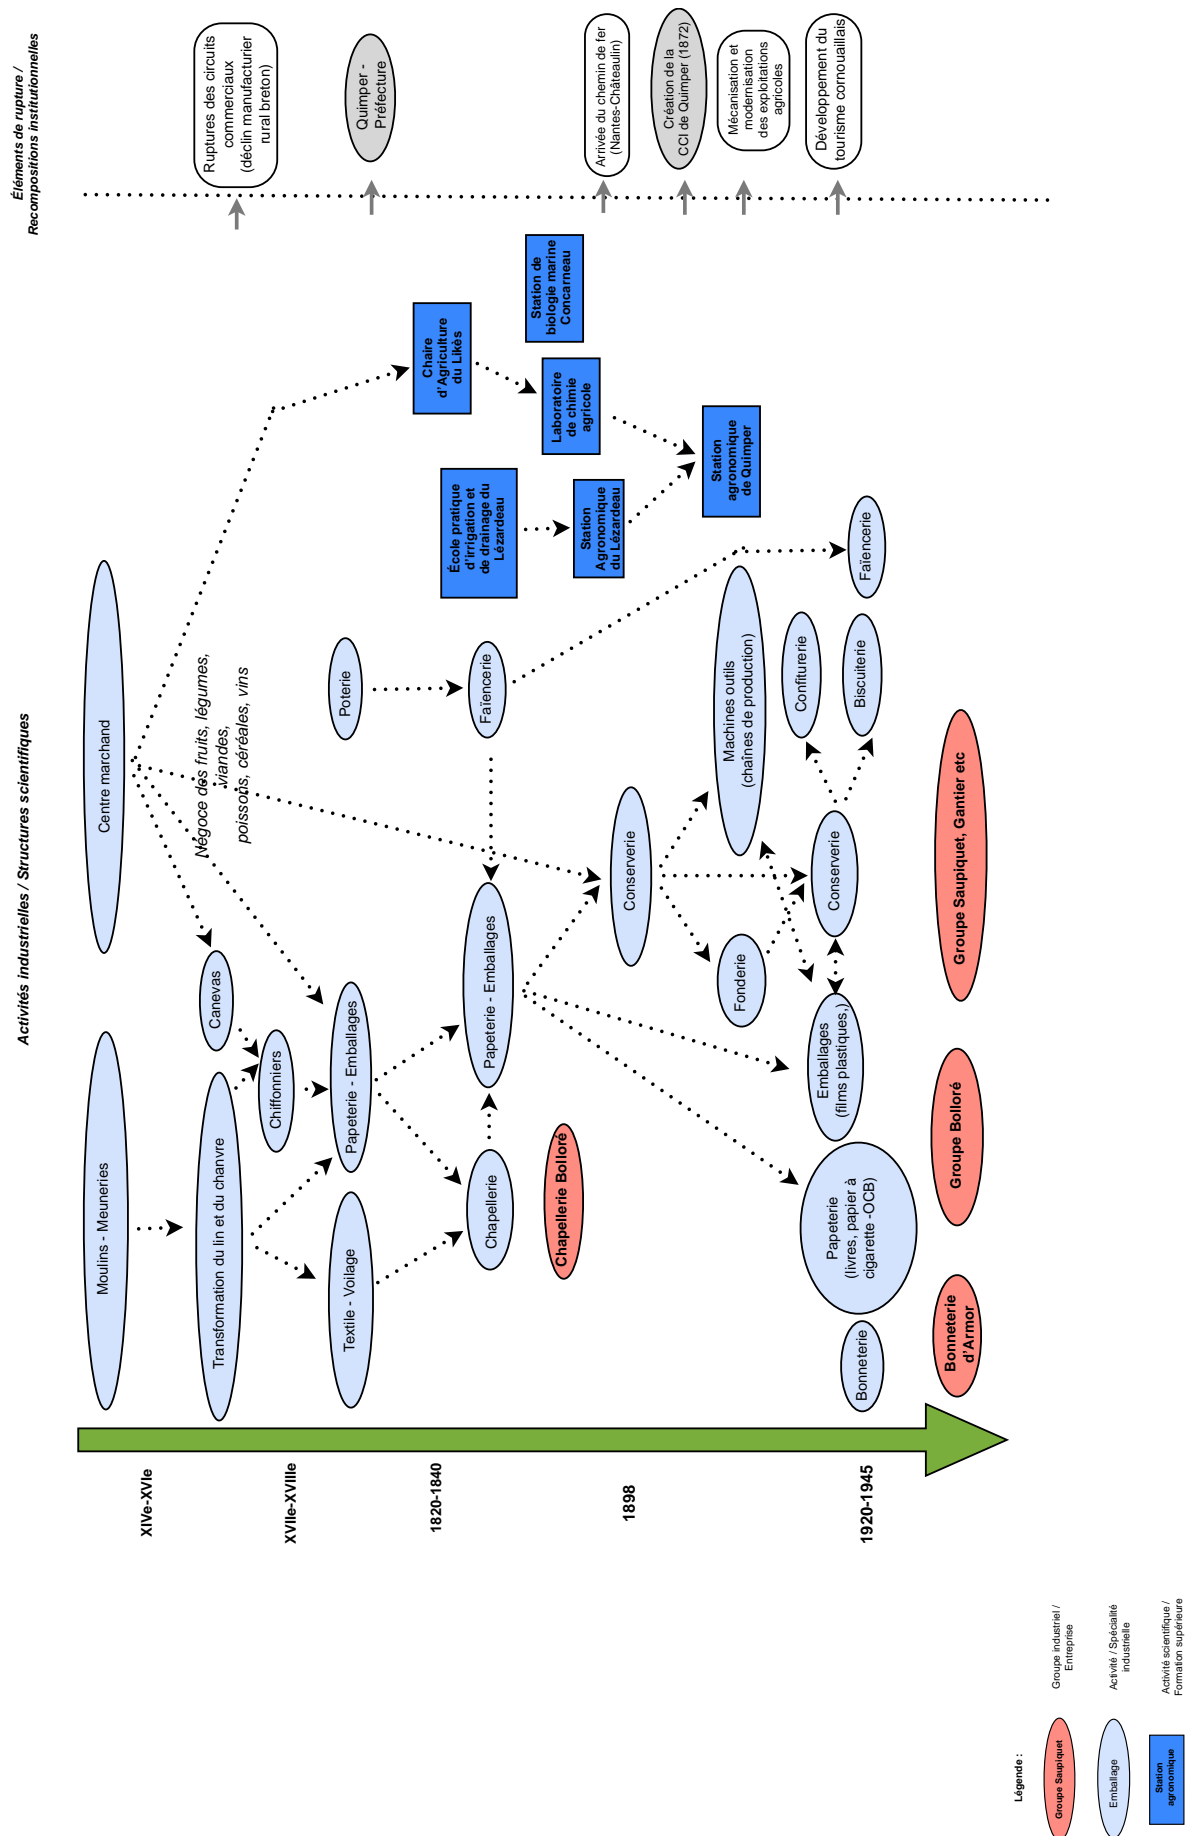 Éléments de rupture /
Recompositions institutionnelles
Ruptures des circuits
commerciaux
(déclin manufacturier
rural breton)
Quimper -
Préfecture
Arrivée du chemin de fer
(Nantes-Châteaulin)
Création de la
CCI de Quimper (1872)
Mécanisation et
modernisation
des exploitations
agricoles
Développement du
tourisme cornouaillais
Activités industrielles / Structures scientifiques
Station de
biologie marine
Concarneau
Chaire
d'Agriculture
du Likès
Laboratoire
de chimie
agricole
École pratique
d'irrigation et
de drainage du
Lézardeau
Station
Agronomique
du Lézardeau
Station
agronomique
de Quimper
Centre marchand
Négoce des fruits, légumes,
viandes,
poissons, céréales, vins
Poterie
Faïencerie
Faïencerie
Machines outils
(chaînes de production)
Confiturerie
Biscuiterie
Canevas
Chiffonniers
Papeterie - Emballages
Papeterie - Emballages
Conserverie
Fonderie
Conserverie
Groupe Saupiquet, Gantier etc
Moulins - Meuneries
Transformation du lin et du chanvre
Textile - Voilage
Chapellerie
Chapellerie Bolloré
Emballages
(films plastiques,)
Papeterie
(livres, papier à
cigarette -OCB)
Bonneterie
Groupe Bolloré
Bonneterie
d'Armor
XIVe-XVIe
XVIIe-XVIIIe
1820-1840
1898
1920-1945
Légende :
Groupe Saupiquet
Groupe industriel /
Entreprise
Emballage
Activité / Spécialité
industrielle
Station
agronomique
Activité scientifique /
Formation supérieure